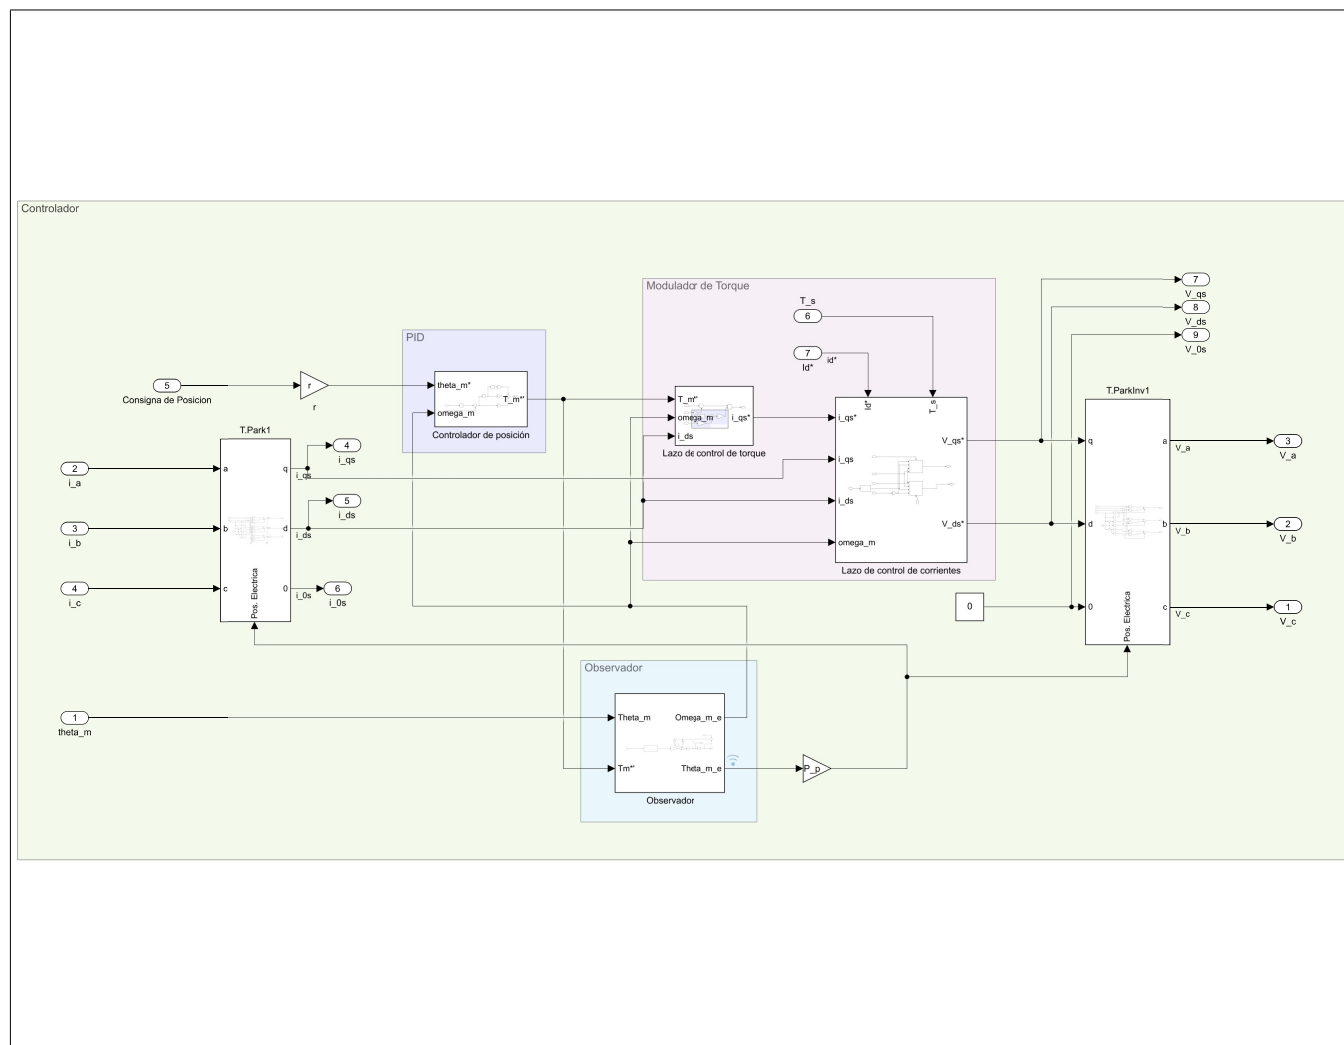 Controlador
7
V_qs
8
V_ds
9
V_0s
Modulador de Torque
T_s
6
7
Id*
id*
PID
theta_m*
omega_m
T_m*'
Controlador de posición
5
Consigna de Posicion
r
r
T_m*'
omega_m
i_ds
i_qs*
Lazo de control de torque
Id*
T_s
i_qs*
i_qs
i_ds
omega_m
V_qs*
V_ds*
Lazo de control de corrientes
T.ParkInv1
q
d
0
a
b
c
Pos. Electrica
V_a
V_b
V_c
3
V_a
2
V_b
1
V_c
T.Park1
a
b
c
q
d
0
Pos. Electrica
2
i_a
3
i_b
4
i_c
4
i_qs
i_qs
5
i_ds
i_ds
6
i_0s
i_0s
0
Observador
Theta_m
Tm*'
Omega_m_e
Theta_m_e
Observador
1
theta_m
P_p